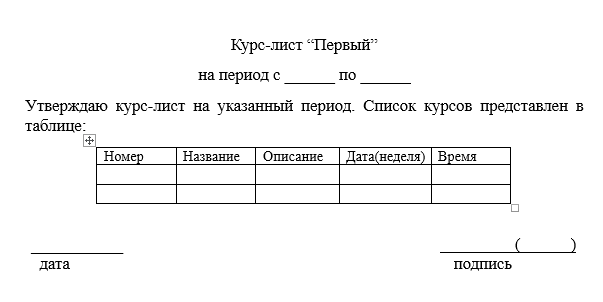 Курс-лист “Первый”
на период с ______ по ______
Утверждаю курс-лист на указанный период. Список курсов представлен в
таблице:
Номер Название Описание Дата(неделя) Время
___________ _________(______)
дата подпись